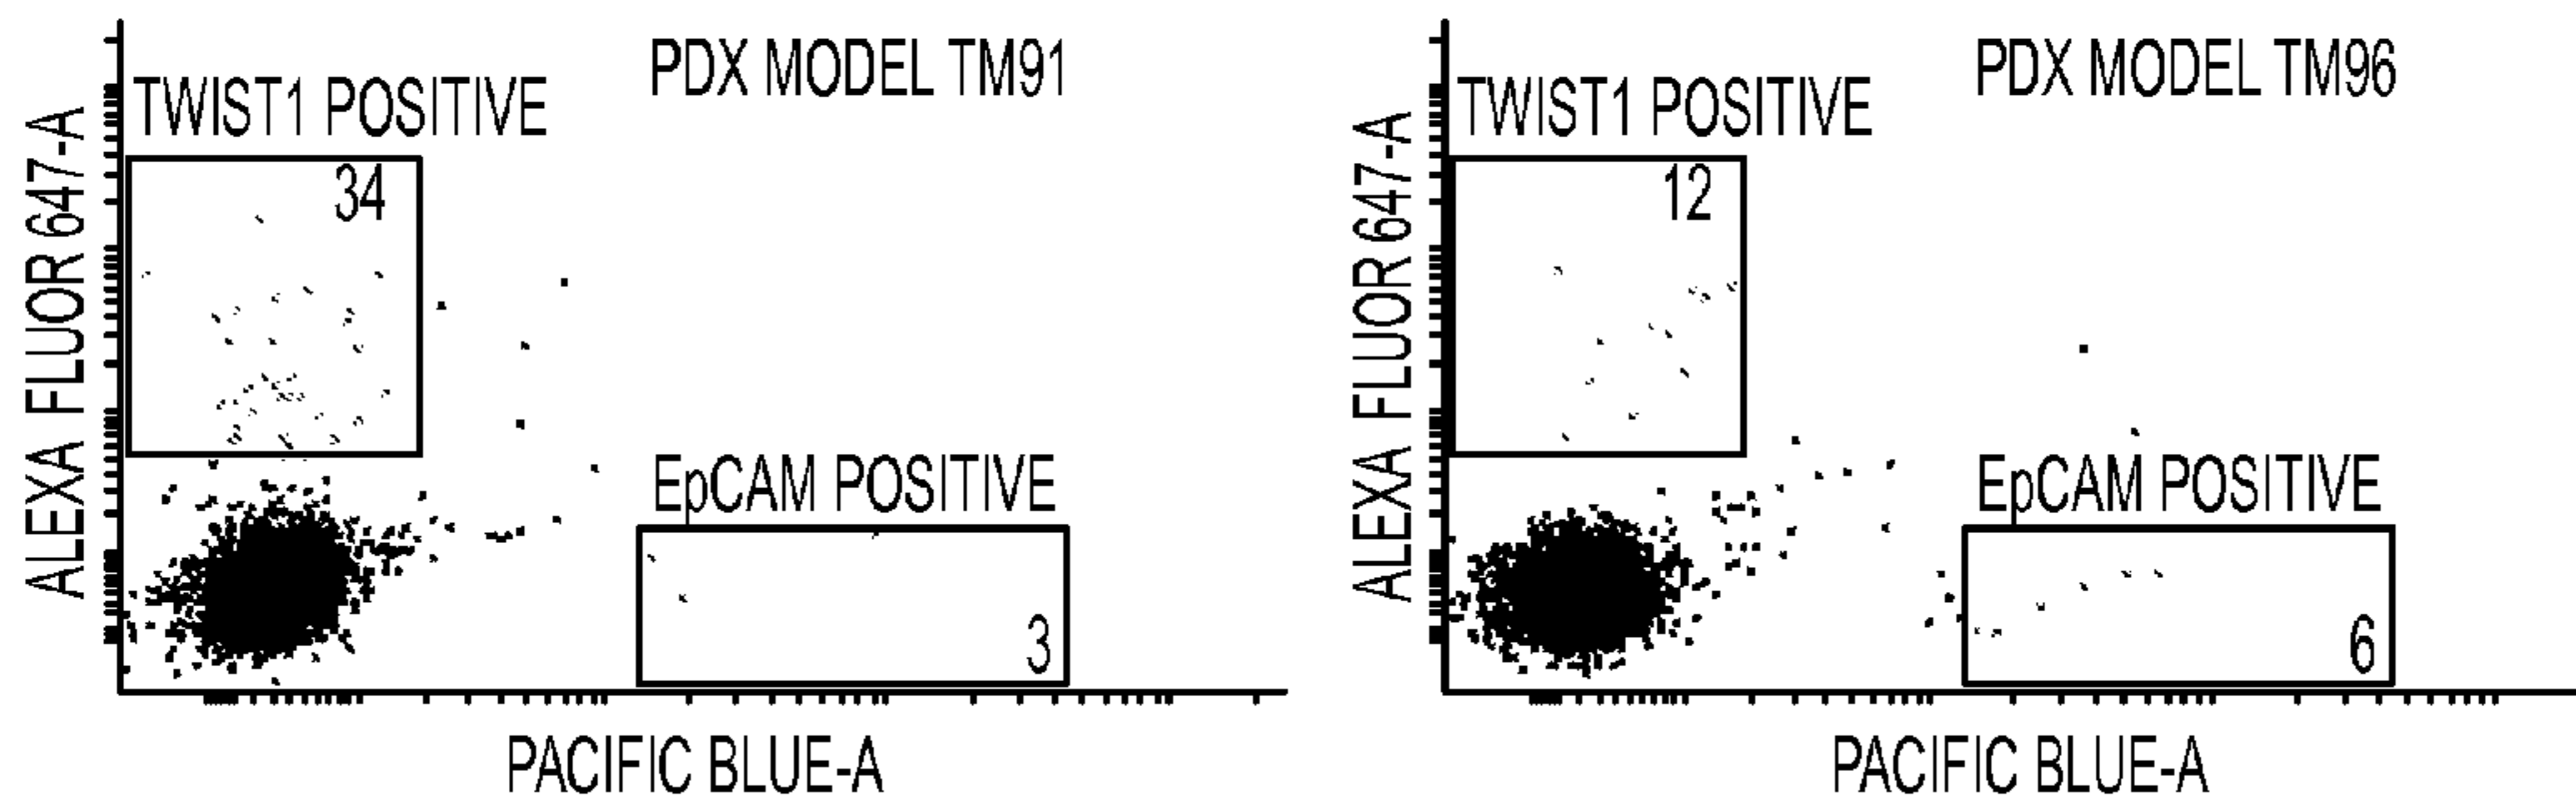 PDX MODEL TM91
TWIST1 POSITIVE
34
ALEXA FLUOR 647-A
EpCAM POSITIVE
3
PACIFIC BLUE-A
PDX MODEL TM96
TWIST1 POSITIVE
12
ALEXA FLUOR 647-A
EpCAM POSITIVE
6
PACIFIC BLUE-A